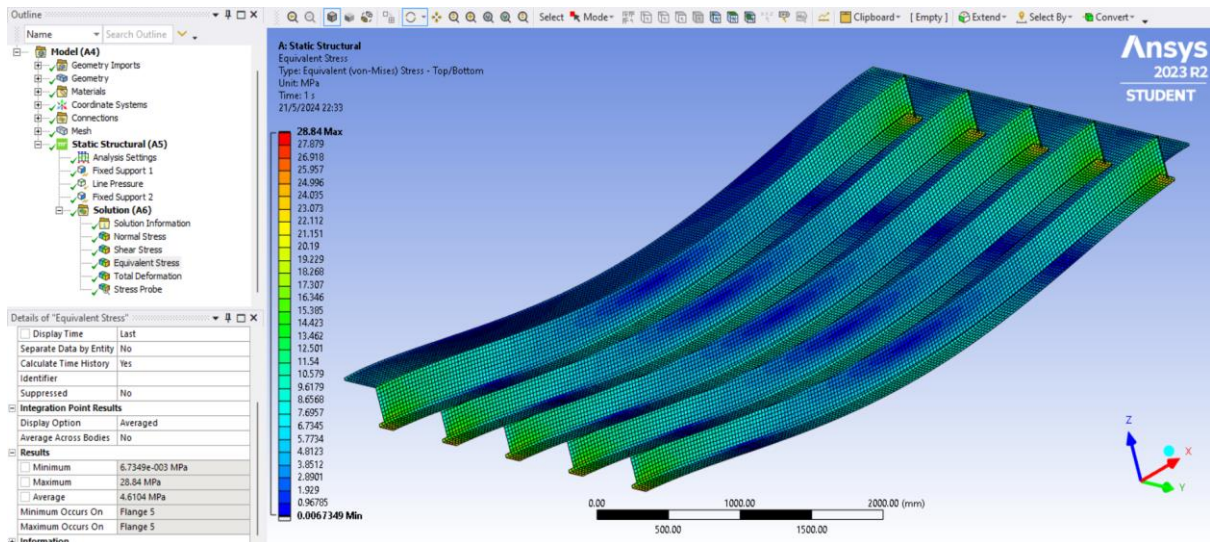 Outline
Name Search Outline
Model (A4)
Geometry Imports
Geometry
Materials
Coordinate Systems
Connections
Mesh
Static Structural (A5)
Analysis Settings
Fixed Support 1
Line Pressure
Fixed Support 2
Solution (A6)
Solution Information
Normal Stress
Shear Stress
Equivalent Stress
Total Deformation
Stress Probe
Details of "Equivalent Stress"
Display Time Last
Separate Data by Entity No
Calculate Time History Yes
Identifier
Suppressed No
Integration Point Results
Display Option Averaged
Average Across Bodies No
Results
Minimum 6.7349e-003 MPa
Maximum 28.84 MPa
Average 4.6104 MPa
Minimum Occurs On Flange 5
Maximum Occurs On Flange 5
Information
Select Mode Clipboard [ Empty ] Extend Select By Convert
A: Static Structural
Equivalent Stress
Type: Equivalent (von-Mises) Stress - Top/Bottom
Unit: MPa
Time: 1 s
21/5/2024 22:33
28.84 Max
27.879
26.918
25.957
24.996
24.035
23.073
22.112
21.151
20.19
19.229
18.268
17.307
16.346
15.385
14.423
13.462
12.501
11.54
10.579
9.6179
8.6568
7.6957
6.7345
5.7734
4.8123
3.8512
2.8901
1.929
0.96785
0.0067349 Min
Ansys
2023 R2
STUDENT
0.00 1000.00 2000.00 (mm)
500.00 1500.00
Z
X
Y